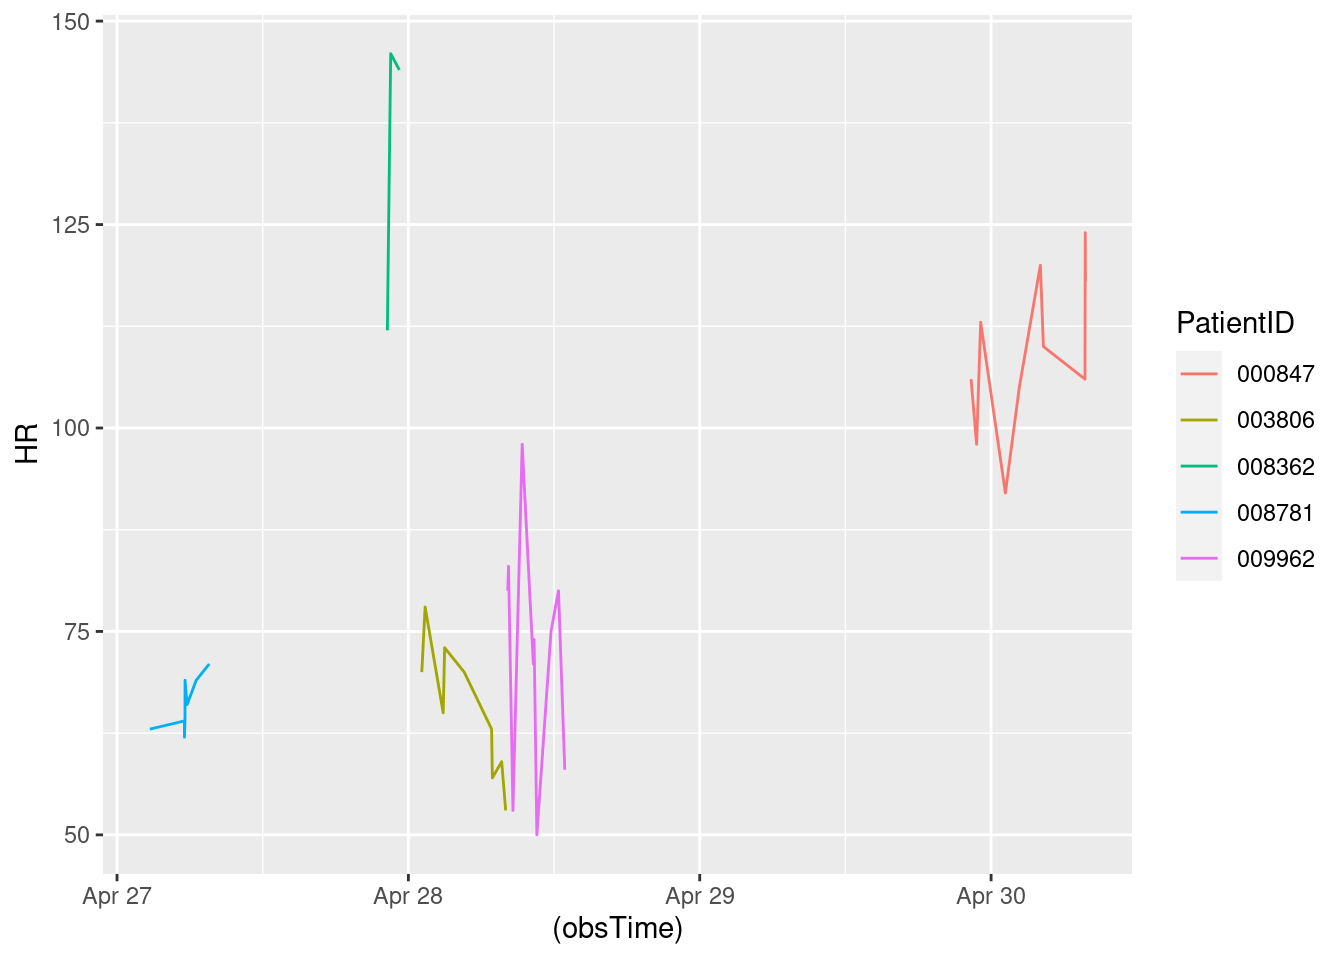 150
125
100
75
50
HR
Apr 27
Apr 28
Apr 29
Apr 30
(obsTime)
PatientID
000847
003806
008362
008781
009962